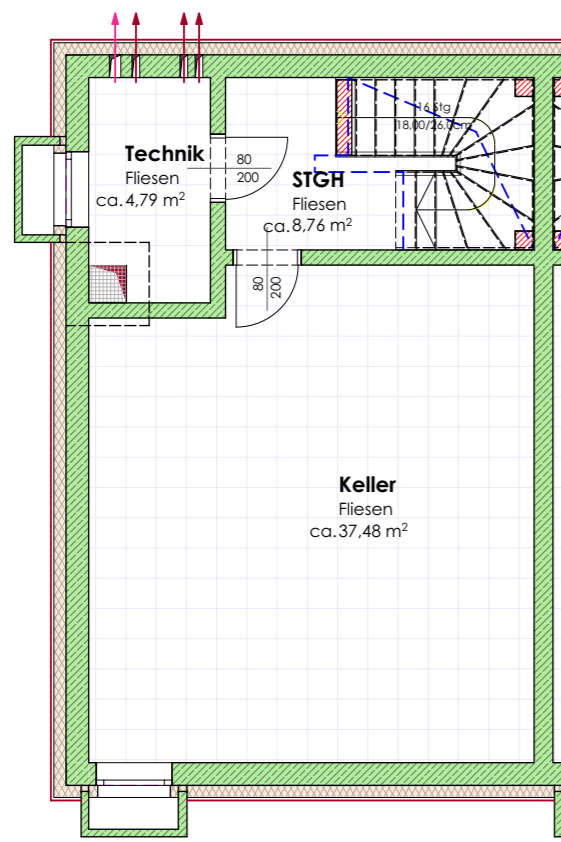 Technik
Fliesen
ca. 4,79 m²
80
200
STGH
Fliesen
ca. 8,76 m²
16 Stg
18,00/26,0cm
80
200
Keller
Fliesen
ca. 37,48 m²